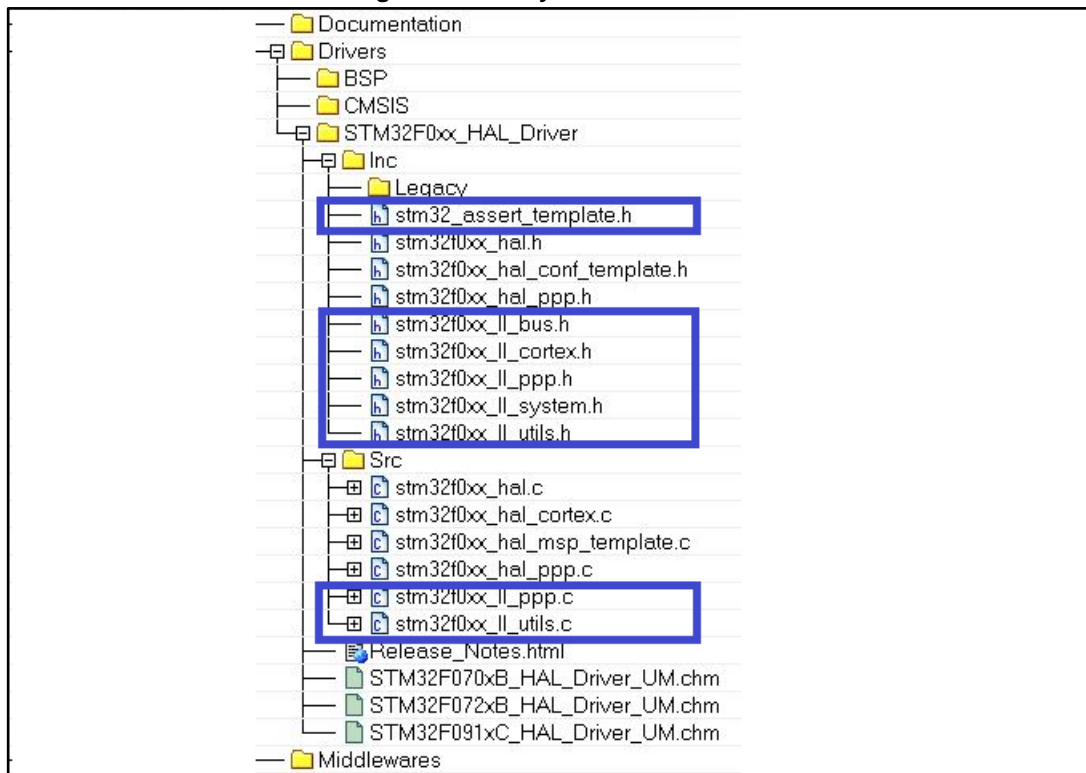 Documentation
Drivers
BSP
CMSIS
STM32F0xx_HAL_Driver
Inc
Legacy
stm32_assert_template.h
stm32f0xx_hal.h
stm32f0xx_hal_conf_template.h
stm32f0xx_hal_ppp.h
stm32f0xx_ll_bus.h
stm32f0xx_ll_cortex.h
stm32f0xx_ll_ppp.h
stm32f0xx_ll_system.h
stm32f0xx_ll_utils.h
Src
stm32f0xx_hal.c
stm32f0xx_hal_cortex.c
stm32f0xx_hal_msp_template.c
stm32f0xx_hal_ppp.c
stm32f0xx_ll_ppp.c
stm32f0xx_ll_utils.c
Release_Notes.html
STM32F070xB_HAL_Driver_UM.chm
STM32F072xB_HAL_Driver_UM.chm
STM32F091xC_HAL_Driver_UM.chm
Middlewares